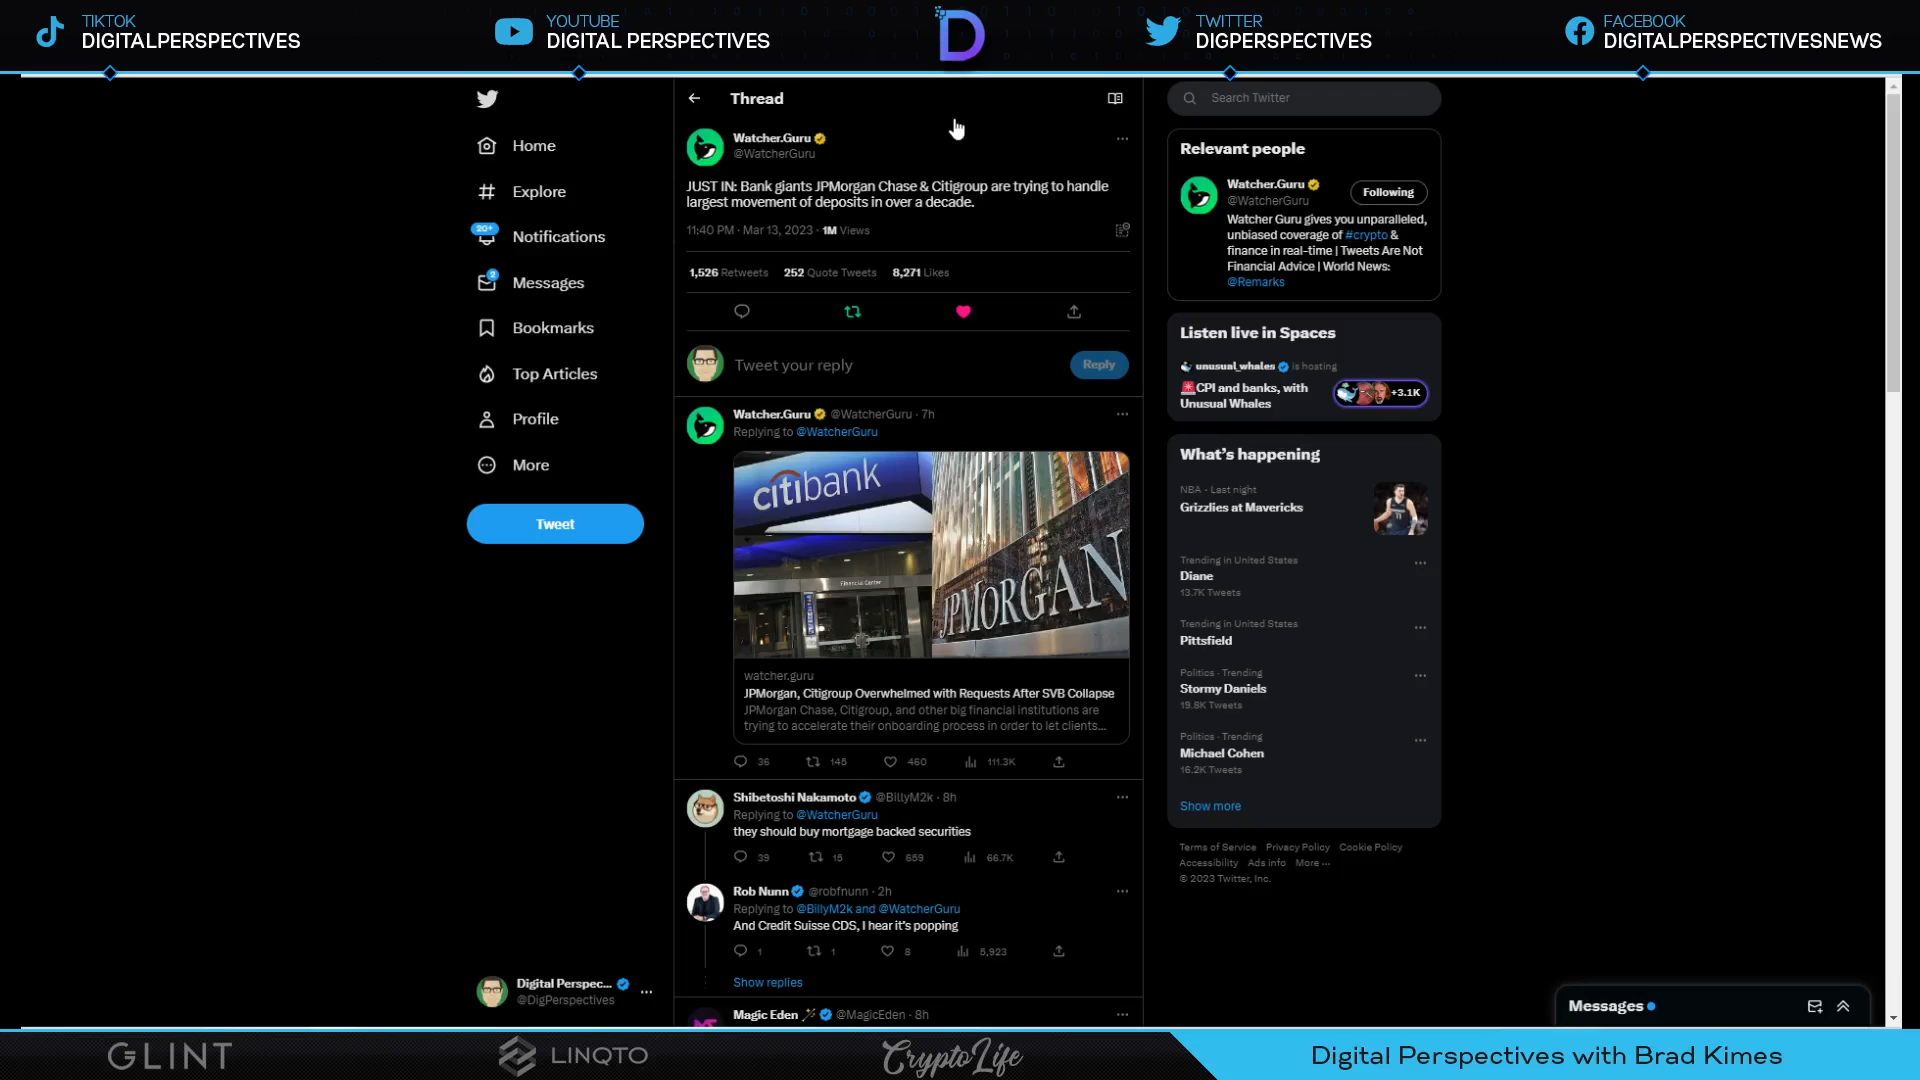 TIKTOK
DIGITALPERSPECTIVES
YOUTUBE
DIGITAL PERSPECTIVES
D
TWITTER
DIGPERSPECTIVES
FACEBOOK
DIGITALPERSPECTIVESNEWS
Home
Explore
20+
Notifications
2
Messages
Bookmarks
Top Articles
Profile
More
Tweet
Digital Perspec...
@DigPerspectives
Thread
Watcher.Guru
@WatcherGuru
JUST IN: Bank giants JPMorgan Chase & Citigroup are trying to handle
largest movement of deposits in over a decade.
11:40 PM · Mar 13, 2023 · 1M Views
1,526 Retweets 252 Quote Tweets 8,271 Likes
Tweet your reply
Reply
Watcher.Guru @WatcherGuru · 7h
Replying to @WatcherGuru
citibank
Financial Center
JPMORGAN
watcher.guru
JPMorgan, Citigroup Overwhelmed with Requests After SVB Collapse
JPMorgan Chase, Citigroup, and other big financial institutions are
trying to accelerate their onboarding process in order to let clients...
36 145 460 111.3K
Shibetoshi Nakamoto @BillyM2k · 8h
Replying to @WatcherGuru
they should buy mortgage backed securities
39 15 659 66.7K
Rob Nunn @robfnunn · 2h
Replying to @BillyM2k and @WatcherGuru
And Credit Suisse CDS, I hear it's popping
1 1 8 5,923
Show replies
Magic Eden @MagicEden · 8h
Search Twitter
Relevant people
Watcher.Guru
@WatcherGuru
Following
Watcher Guru gives you unparalleled,
unbiased coverage of #crypto &
finance in real-time | Tweets Are Not
Financial Advice | World News:
@Remarks
Listen live in Spaces
unusual_whales is hosting
CPI and banks, with
Unusual Whales
+3.1K
What's happening
NBA · Last night
Grizzlies at Mavericks
Trending in United States
Diane
13.7K Tweets
Trending in United States
Pittsfield
Politics · Trending
Stormy Daniels
19.8K Tweets
Politics · Trending
Michael Cohen
16.2K Tweets
Show more
Terms of Service Privacy Policy Cookie Policy
Accessibility Ads info More ...
© 2023 Twitter, Inc.
Messages
GLINT
LINQTO
CryptoLife
Digital Perspectives with Brad Kimes